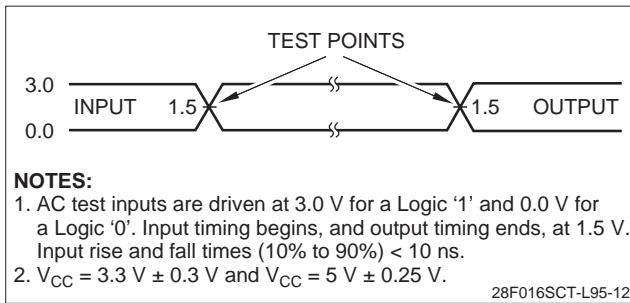 TEST POINTS
3.0
INPUT 1.5 1.5 OUTPUT
0.0
NOTES:
1. AC test inputs are driven at 3.0 V for a Logic ‘1’ and 0.0 V for
a Logic ‘0’. Input timing begins, and output timing ends, at 1.5 V.
Input rise and fall times (10% to 90%) < 10 ns.
2. VCC = 3.3 V ± 0.3 V and VCC = 5 V ± 0.25 V.
28F016SCT-L95-12